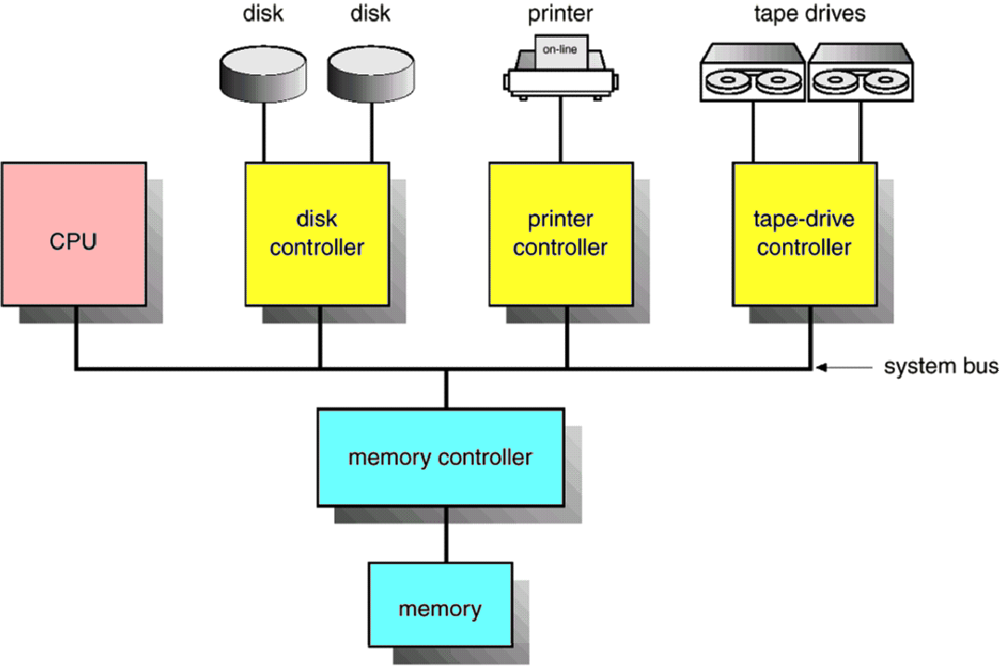 disk
disk
printer
tape drives
on-line
CPU
disk
controller
printer
controller
tape-drive
controller
system bus
memory controller
memory